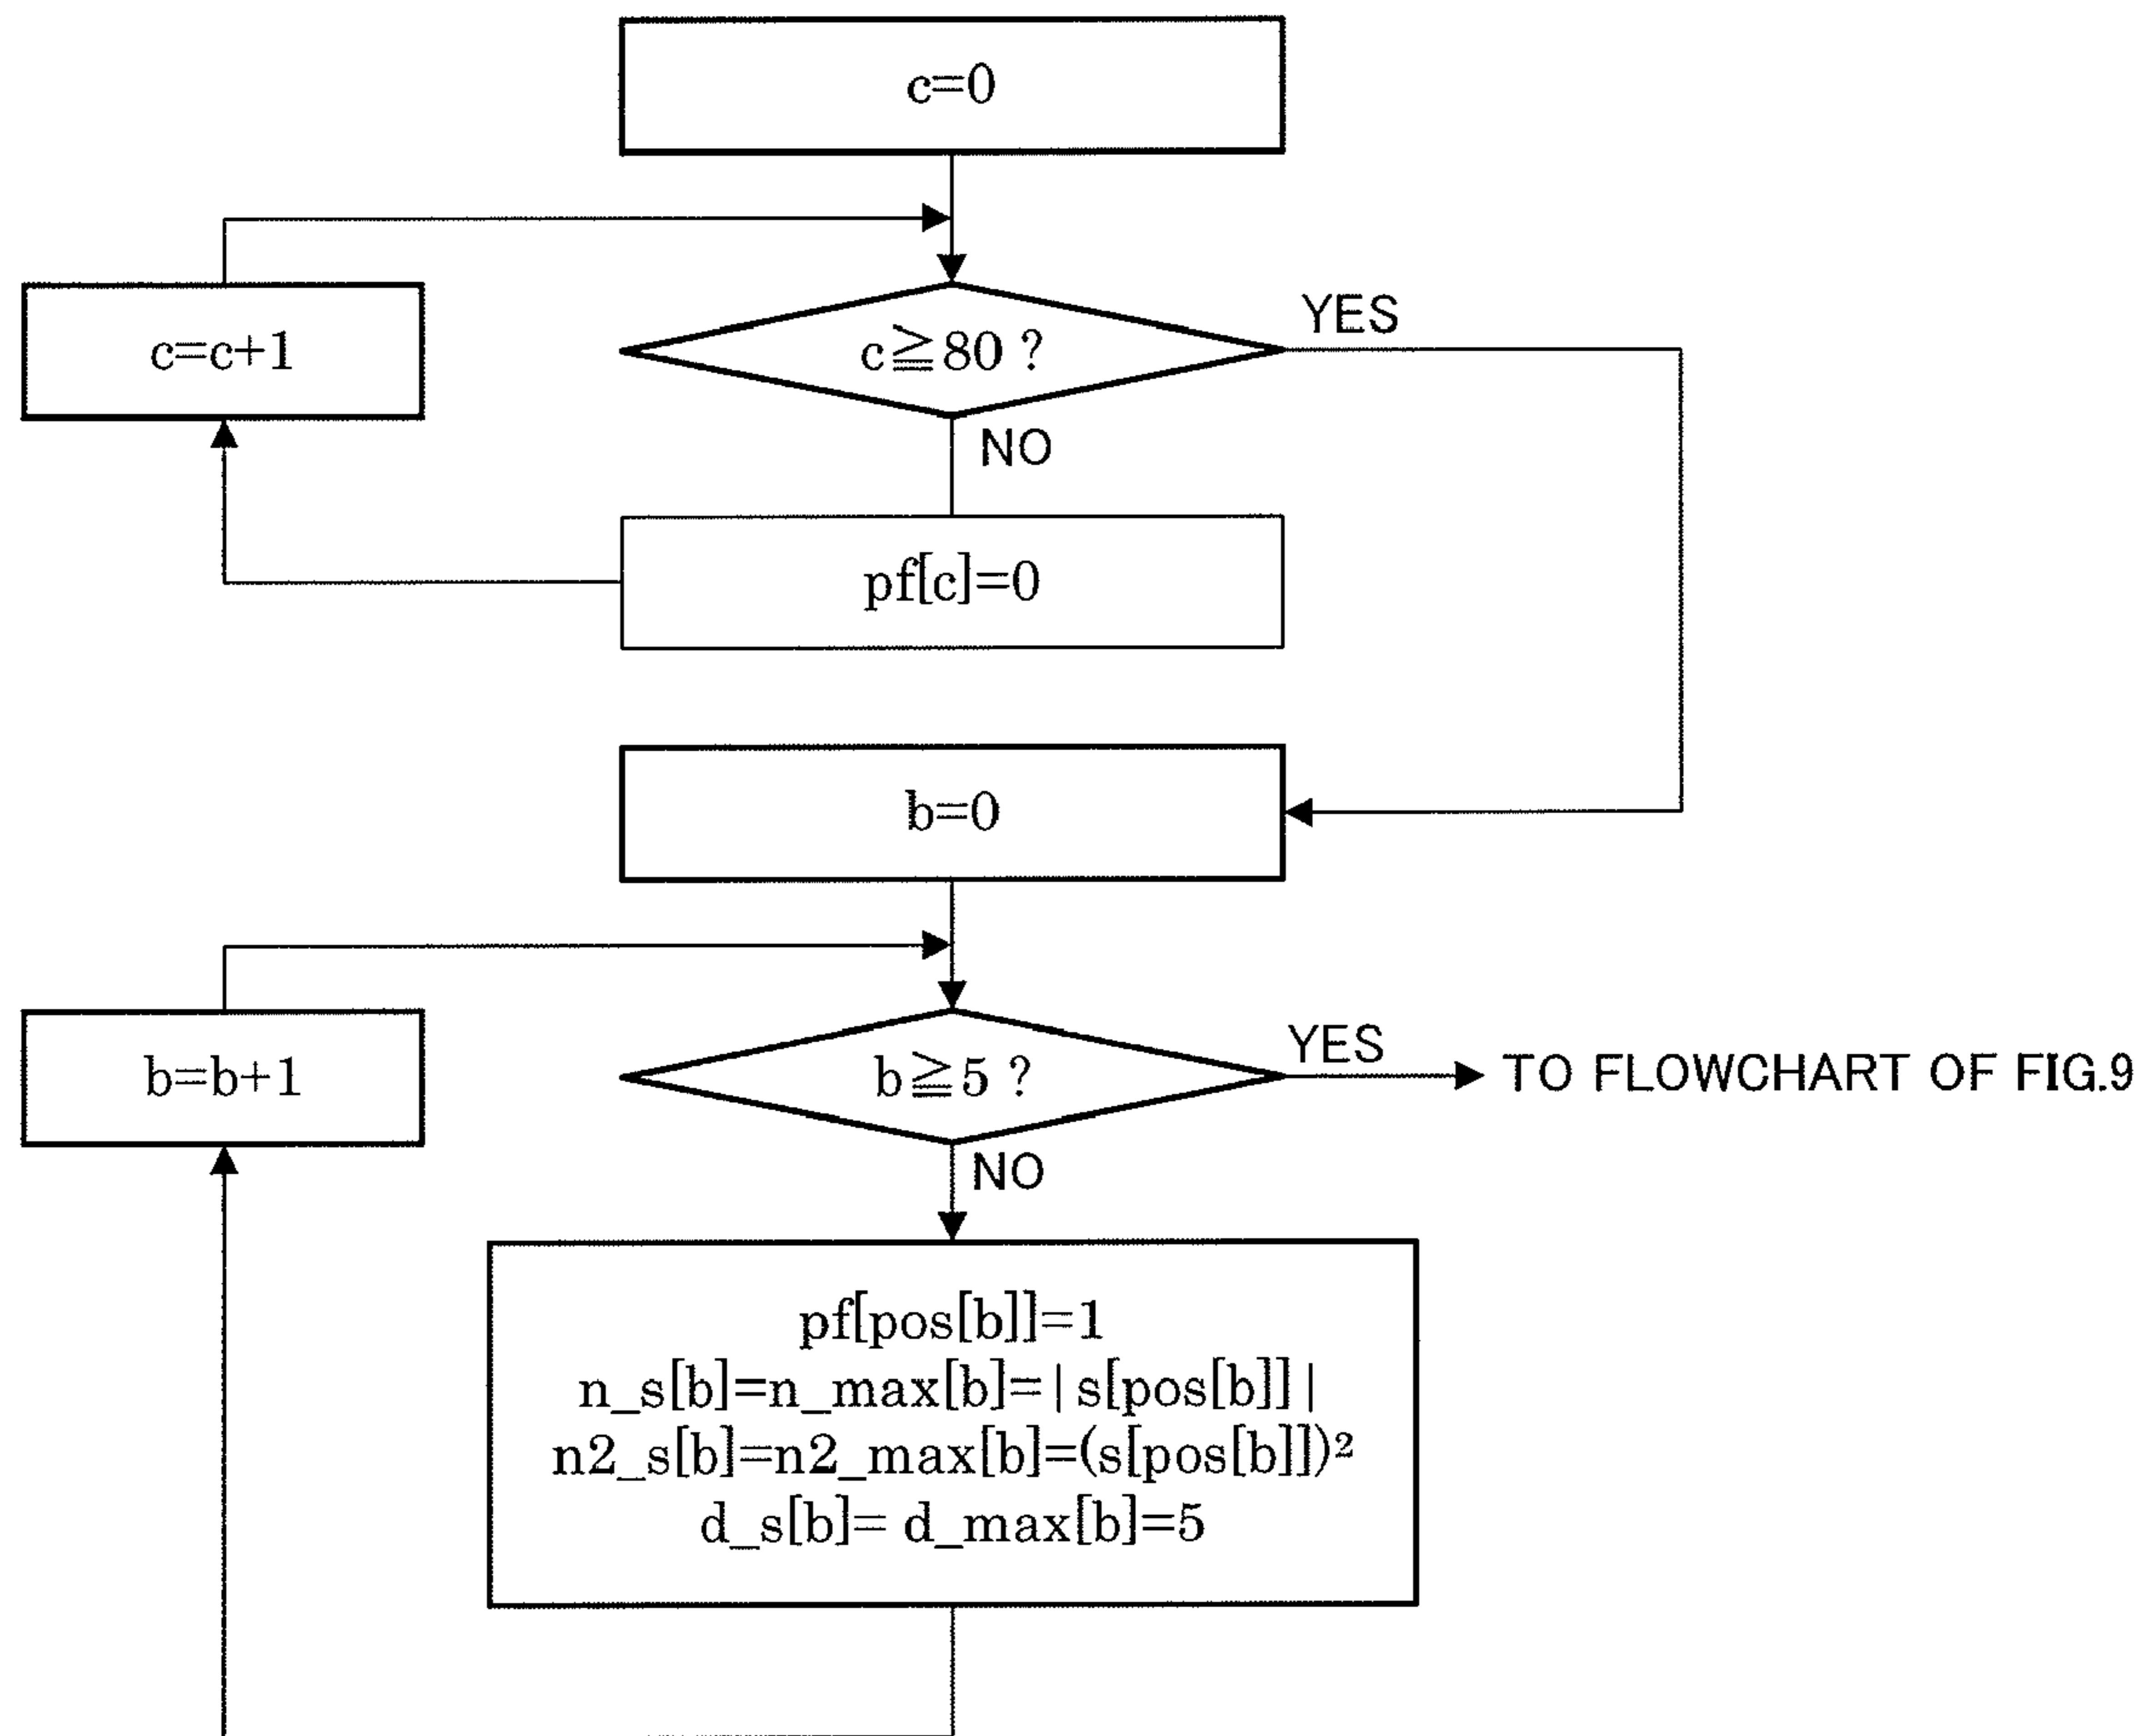 c=0
c=c+1
c≧80 ?
YES
NO
pf[c]=0
b=0
b=b+1
b≧5 ?
YES
TO FLOWCHART OF FIG.9
NO
pf[pos[b]]=1
n_s[b]=n_max[b]=|s[pos[b]]|
n2_s[b]=n2_max[b]=(s[pos[b]])²
d_s[b]= d_max[b]=5